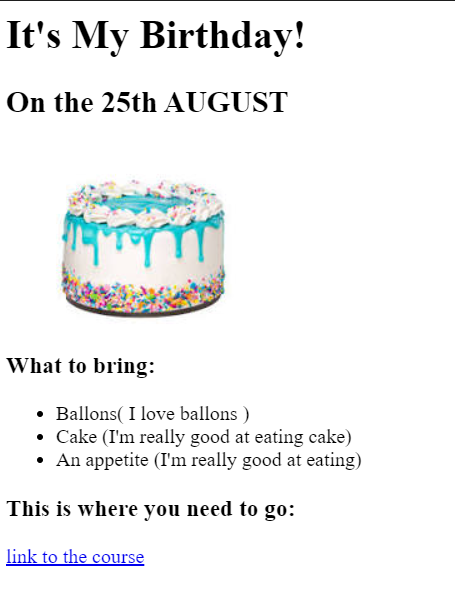 It's My Birthday!
On the 25th AUGUST
What to bring:
Ballons( I love ballons )
Cake (I'm really good at eating cake)
An appetite (I'm really good at eating)
This is where you need to go:
link to the course